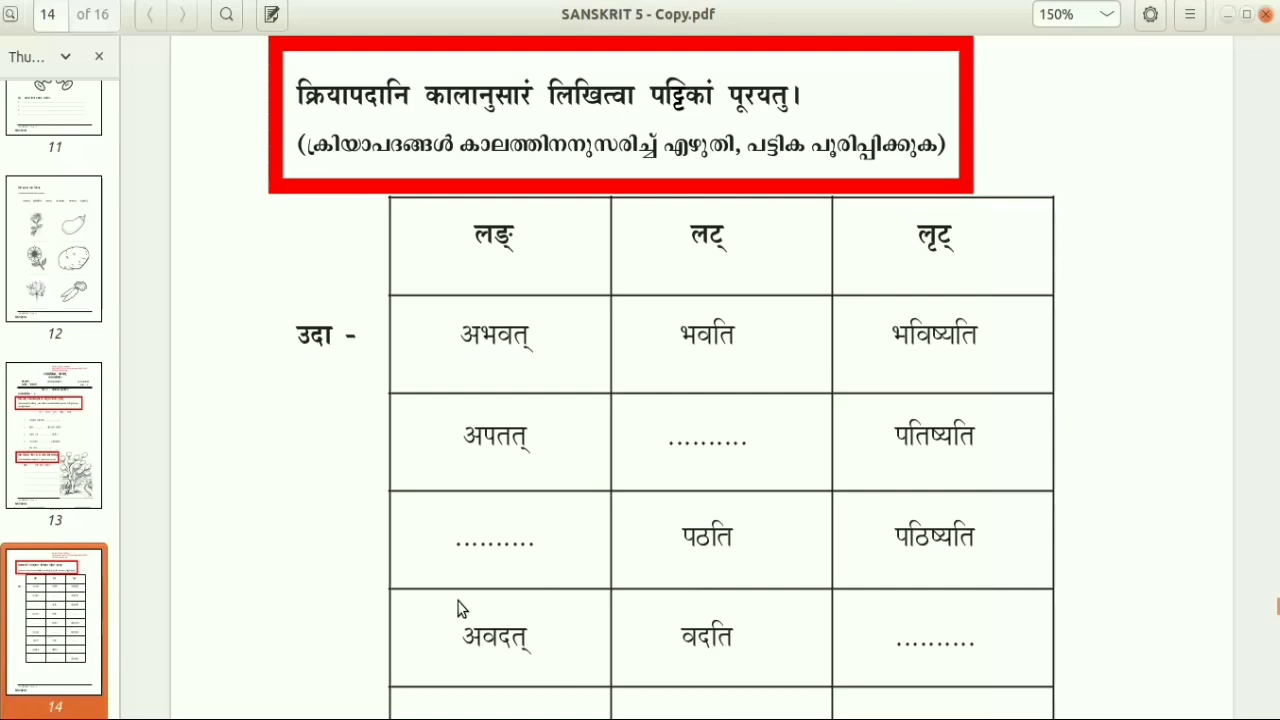 14 of 16
SANSKRIT 5 - Copy.pdf
150%
Thu...
11
12
13
14
क्रियापदानि कालानुसारं लिखित्वा पट्टिकां पूरयतु।
(ക്രിയാപദങ്ങൾ കാലത്തിനനുസരിച്ച് എഴുതി, പട്ടിക പൂരിപ്പിക്കുക)
लङ् लट् लृट्
उदा - अभवत् भवति भविष्यति
अपतत् .......... पतिष्यति
.......... पठति पठिष्यति
अवदत् वदति ..........